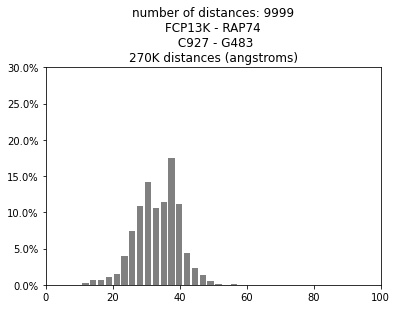 number of distances: 9999
FCP13K - RAP74
C927 - G483
270K distances (angstroms)
30.0%
25.0%
20.0%
15.0%
10.0%
5.0%
0.0%
0 20 40 60 80 100